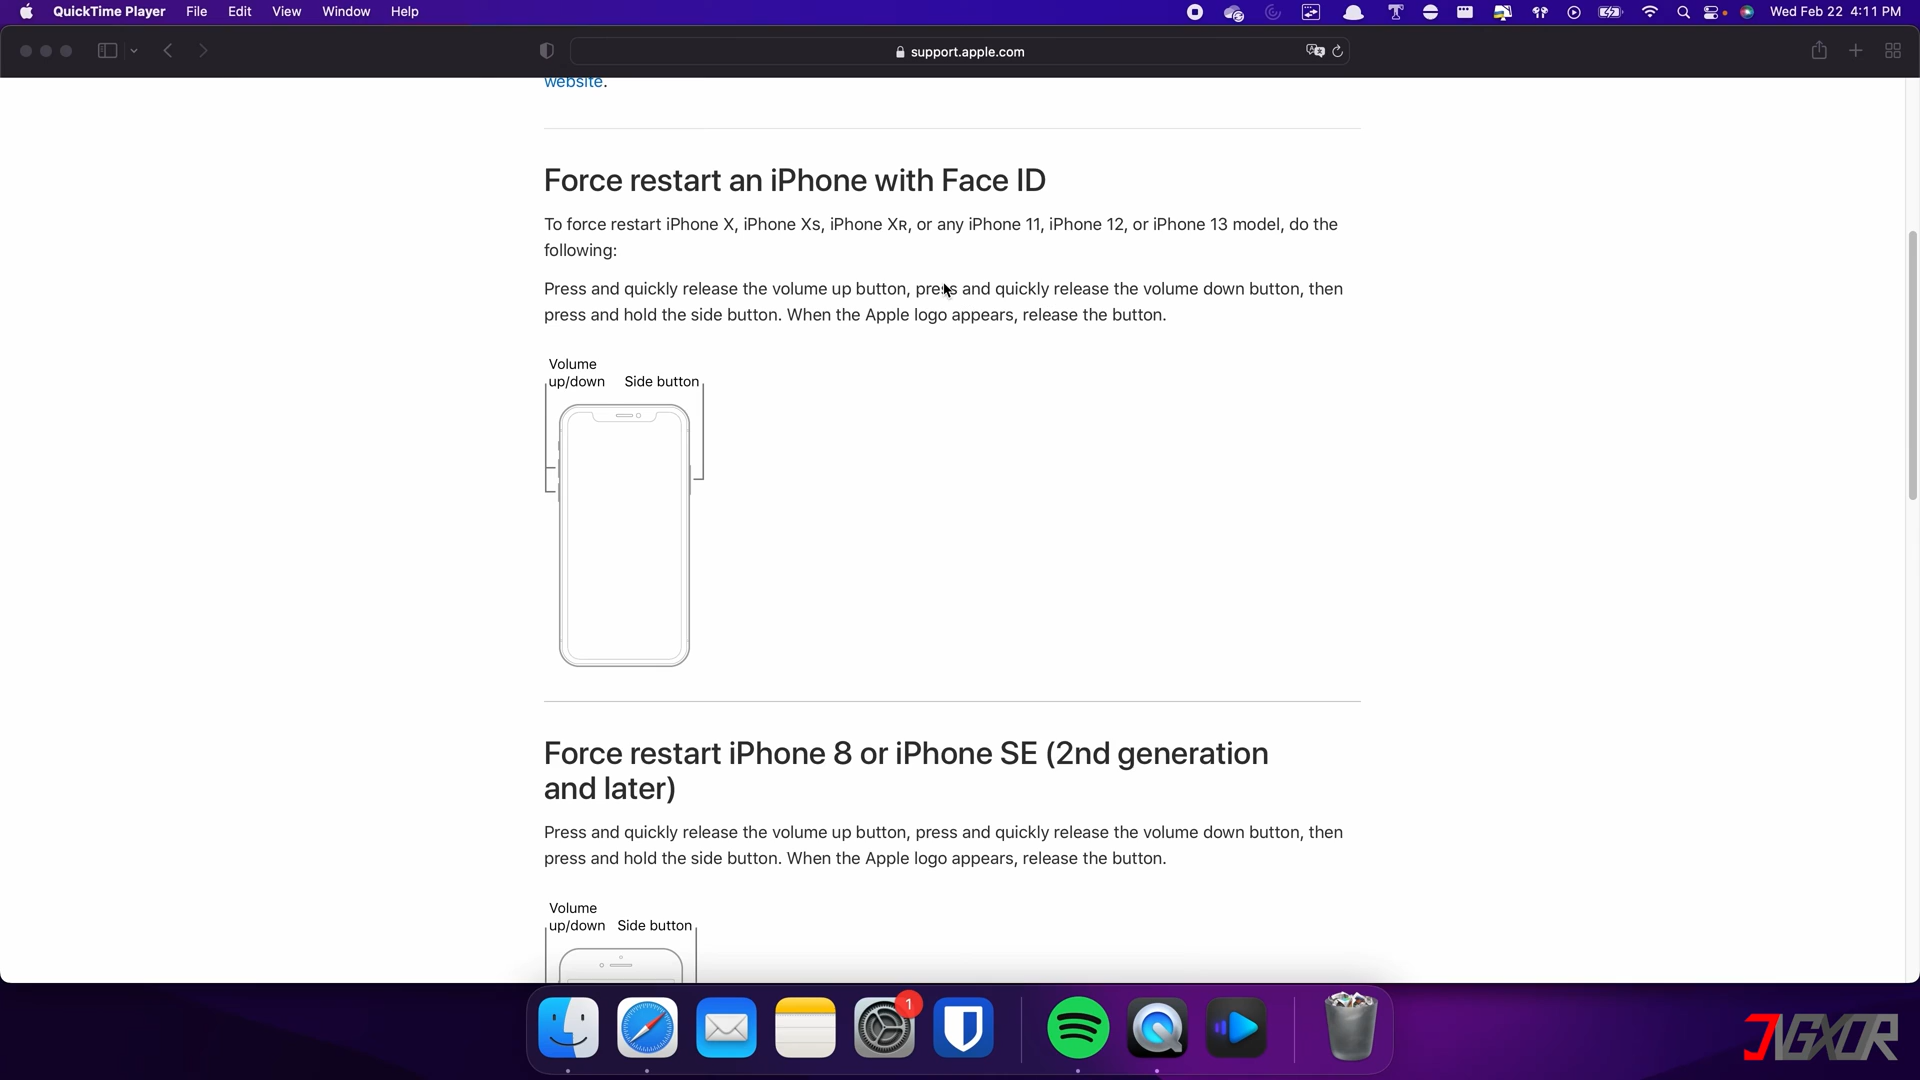 QuickTime Player File Edit View Window Help Wed Feb 22 4:11 PM
support.apple.com
website.
Force restart an iPhone with Face ID
To force restart iPhone X, iPhone Xs, iPhone XR, or any iPhone 11, iPhone 12, or iPhone 13 model, do the
following:
Press and quickly release the volume up button, press and quickly release the volume down button, then
press and hold the side button. When the Apple logo appears, release the button.
Volume
up/down Side button
Force restart iPhone 8 or iPhone SE (2nd generation
and later)
Press and quickly release the volume up button, press and quickly release the volume down button, then
press and hold the side button. When the Apple logo appears, release the button.
Volume
up/down Side button
1
JVGXOR